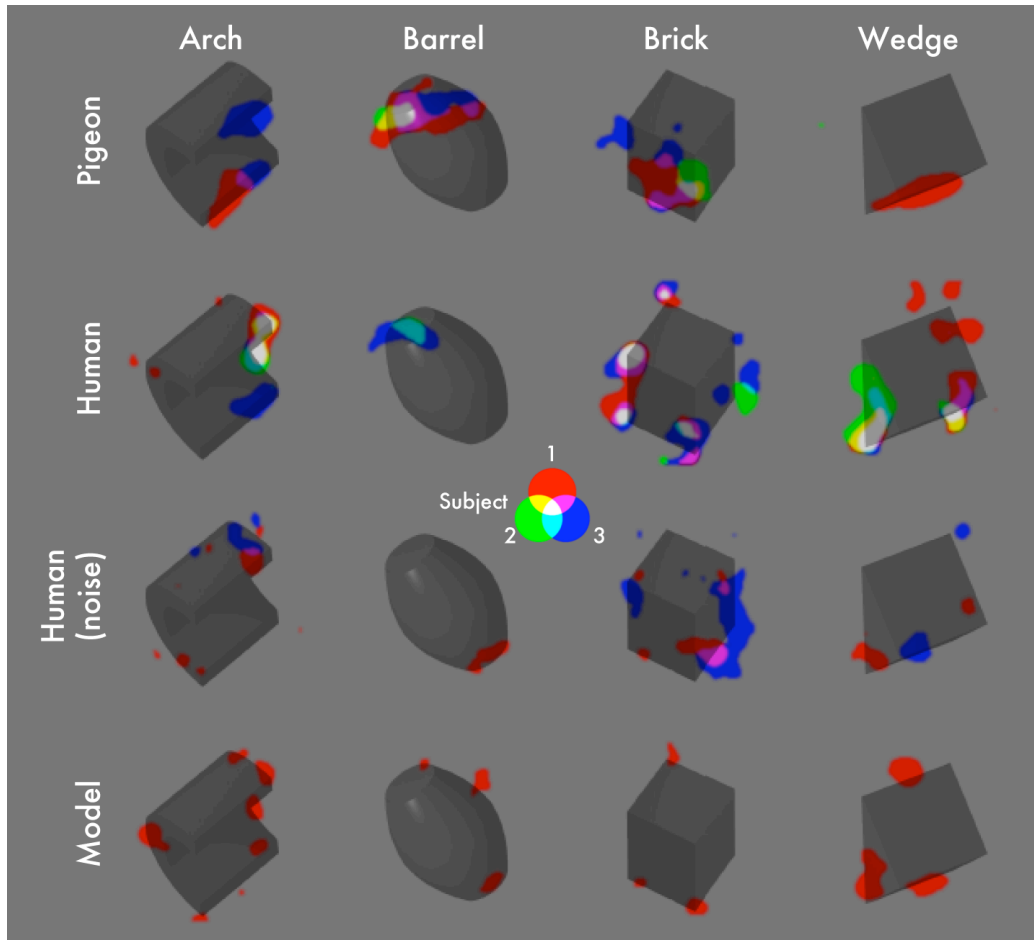 Arch Barrel Brick Wedge
Pigeon
Human
1
Subject
2 3
Human
(noise)
Model